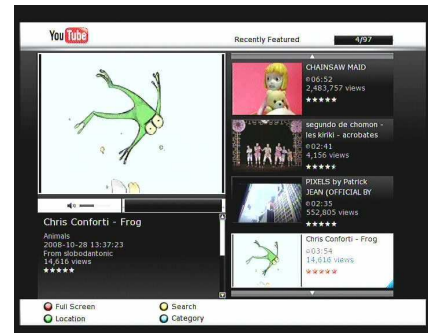 YouTube
Recently Featured 4/97
CHAINSAW MAID
06:52
2,483,757 views
segundo de chomon -
les kiriki - acrobates
02:41
4,156 views
PIXELS by Patrick
JEAN (OFFICIAL BY
02:35
552,805 views
Chris Conforti - Frog
03:54
14,616 views
Chris Conforti - Frog
Animals
2008-10-28 13:37:23
From slobodantonic
14,616 views
Full Screen
Search
Location
Category